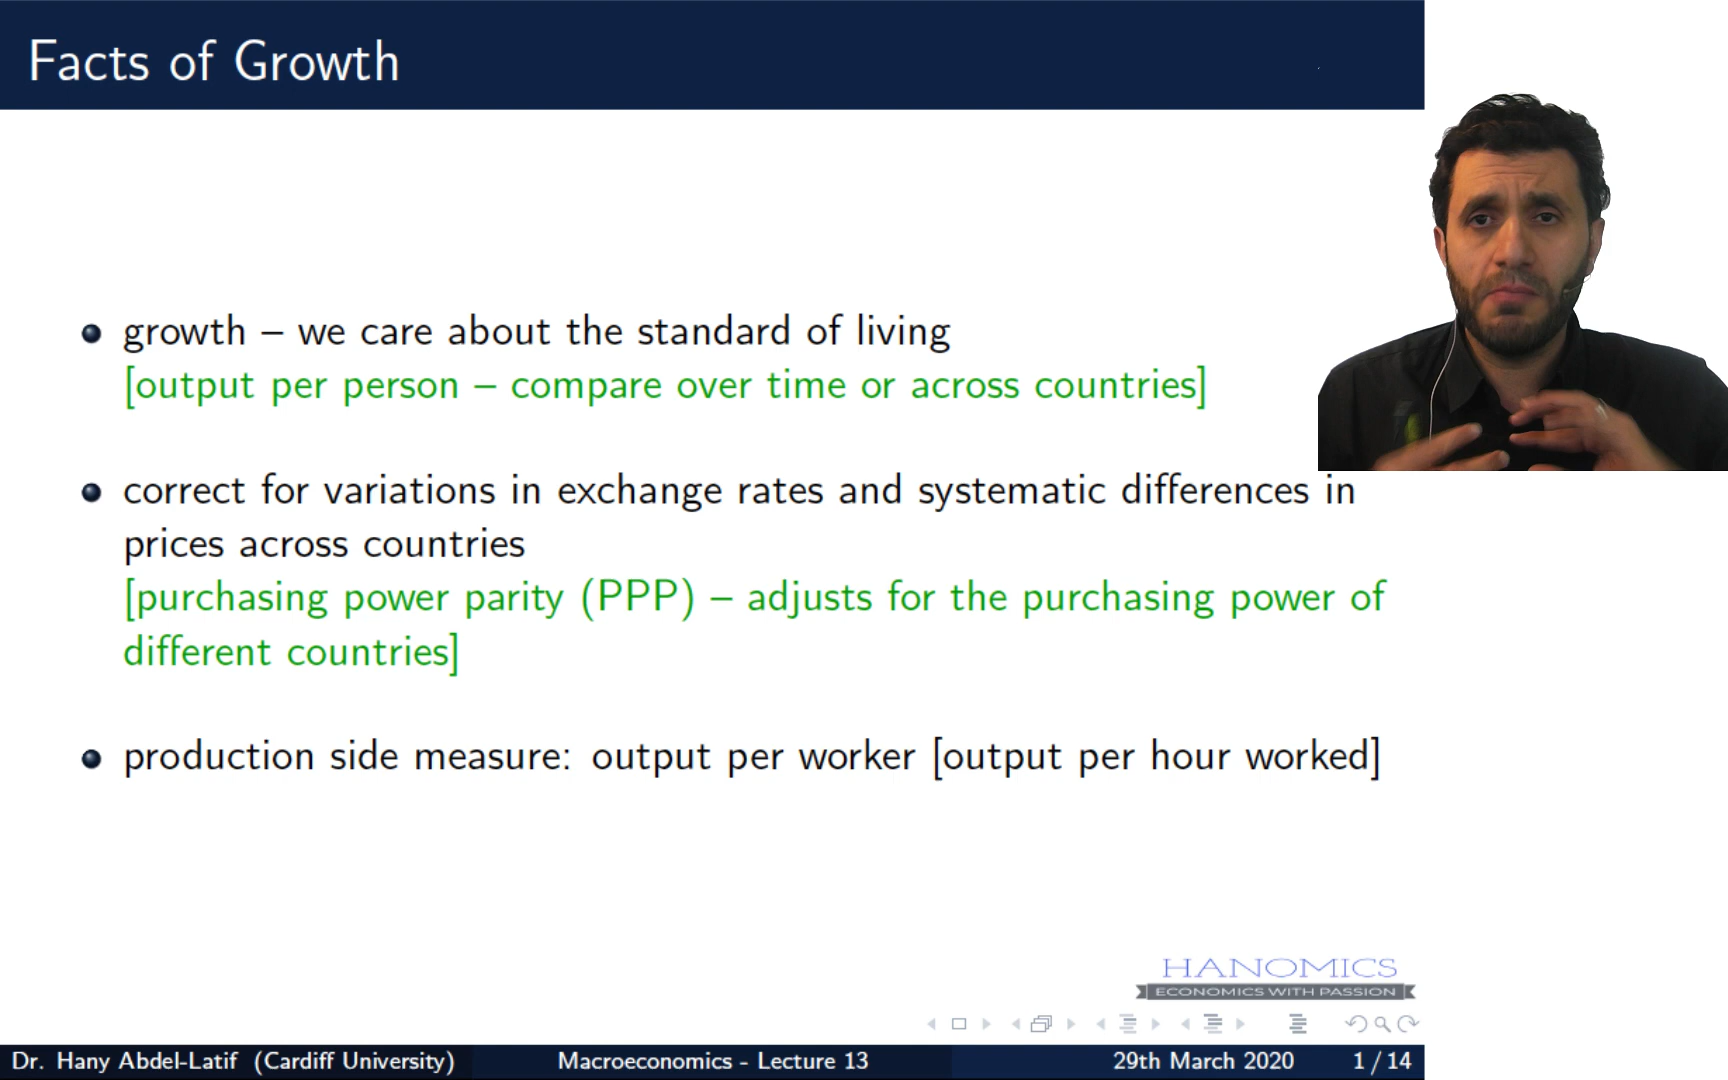 Facts of Growth
growth – we care about the standard of living
[output per person – compare over time or across countries]
correct for variations in exchange rates and systematic differences in
prices across countries
[purchasing power parity (PPP) – adjusts for the purchasing power of
different countries]
production side measure: output per worker [output per hour worked]
HANOMICS
ECONOMICS WITH PASSION
Dr. Hany Abdel-Latif (Cardiff University) Macroeconomics - Lecture 13 29th March 2020 1 / 14